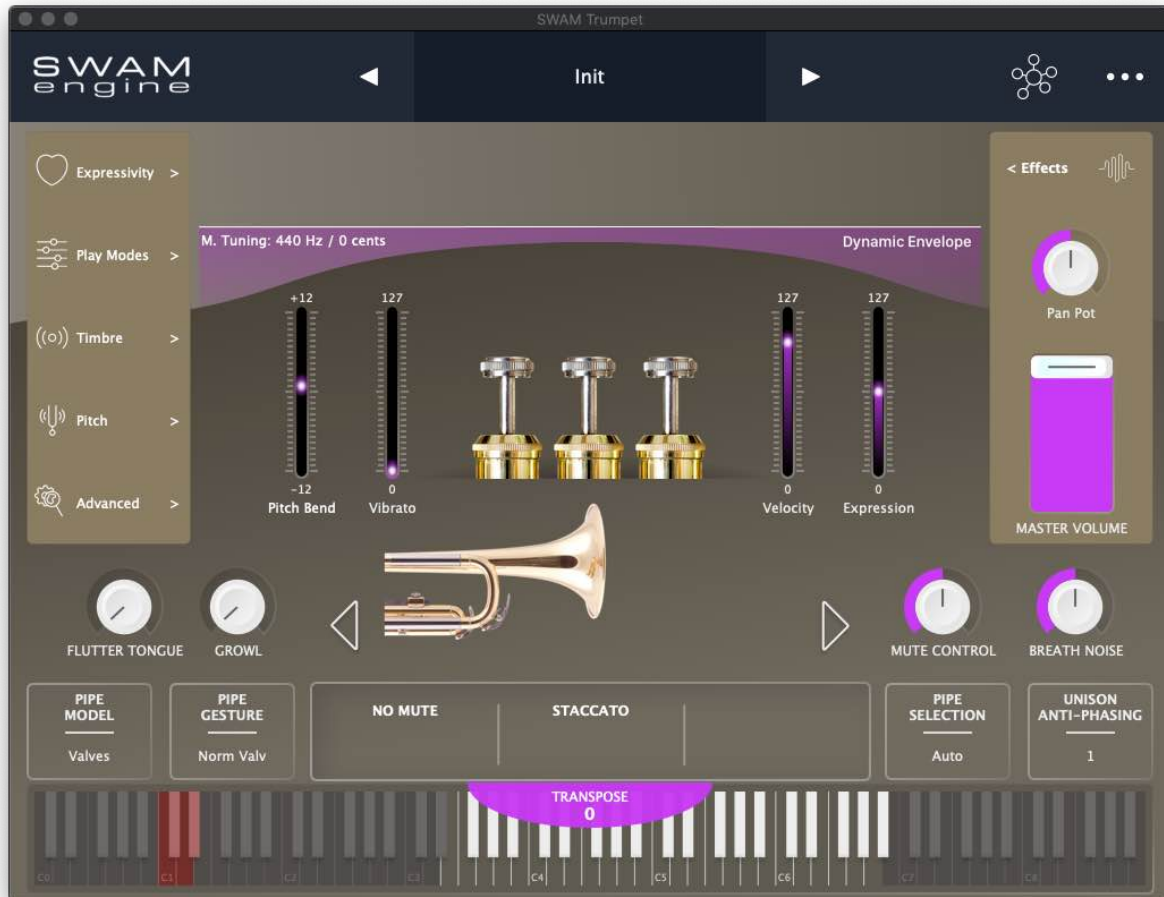 SWAM Trumpet
SWAM
engine
Init
Expressivity >
Play Modes >
Timbre >
Pitch >
Advanced >
M. Tuning: 440 Hz / 0 cents
Dynamic Envelope
+12
-12
Pitch Bend
127
0
Vibrato
127
0
Velocity
127
0
Expression
< Effects
Pan Pot
MASTER VOLUME
FLUTTER TONGUE
GROWL
MUTE CONTROL
BREATH NOISE
PIPE
MODEL
Valves
PIPE
GESTURE
Norm Valv
NO MUTE
STACCATO
PIPE
SELECTION
Auto
UNISON
ANTI-PHASING
1
TRANSPOSE
0
C0 C1 C2 C3 C4 C5 C6 C7 C8